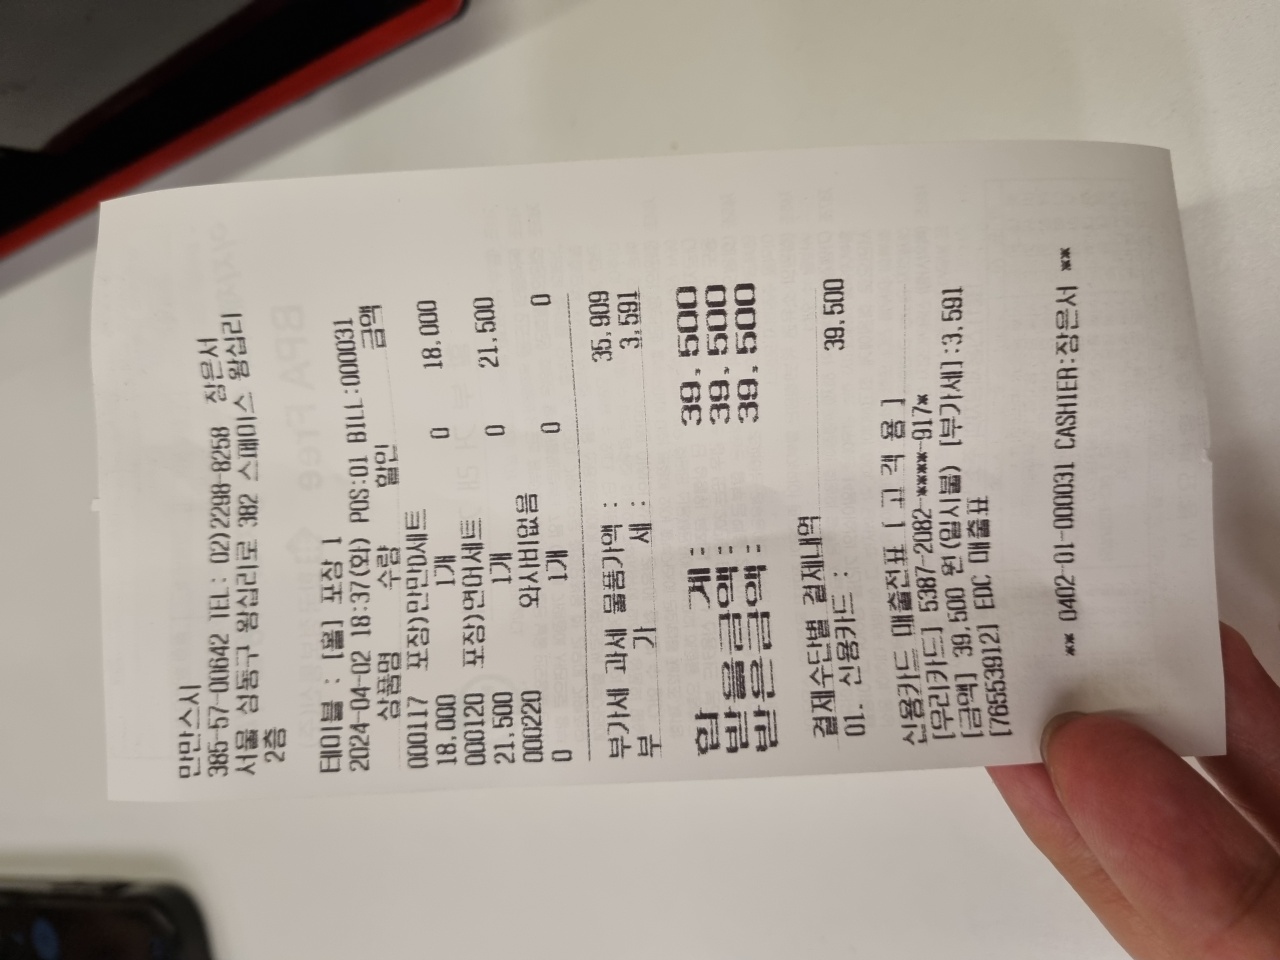 만만스시
385-57-00642 TEL: 02)2298-8258 장은서
서울 성동구 왕십리로 382 스페이스 왕십리
2층
테이블 : [홀] 포장 1
2024-04-02 18:37(화) POS:01 BILL:000031
상품명 수량 할인 금액
000117 포장)만만O세트
18.000 1개 0 18.000
000120 포장)연어세트
21.500 1개 0 21.500
000220 와사비없음
0 1개 0 0
부가세 과세 물품가액 : 35,909
부 가 세 : 3,591
합 계: 39,500
받을금액: 39,500
받은금액: 39,500
결제수단별 결제내역
01. 신용카드 : 39,500
신용카드 매출전표 [ 고 객 용 ]
[우리카드] 5387-2082-****-917*
[금액] 39,500 원(일시불) [부가세]:3,591
[76553912] EDC 매출표
** 0402-01-000031 CASHIER:장은서 **